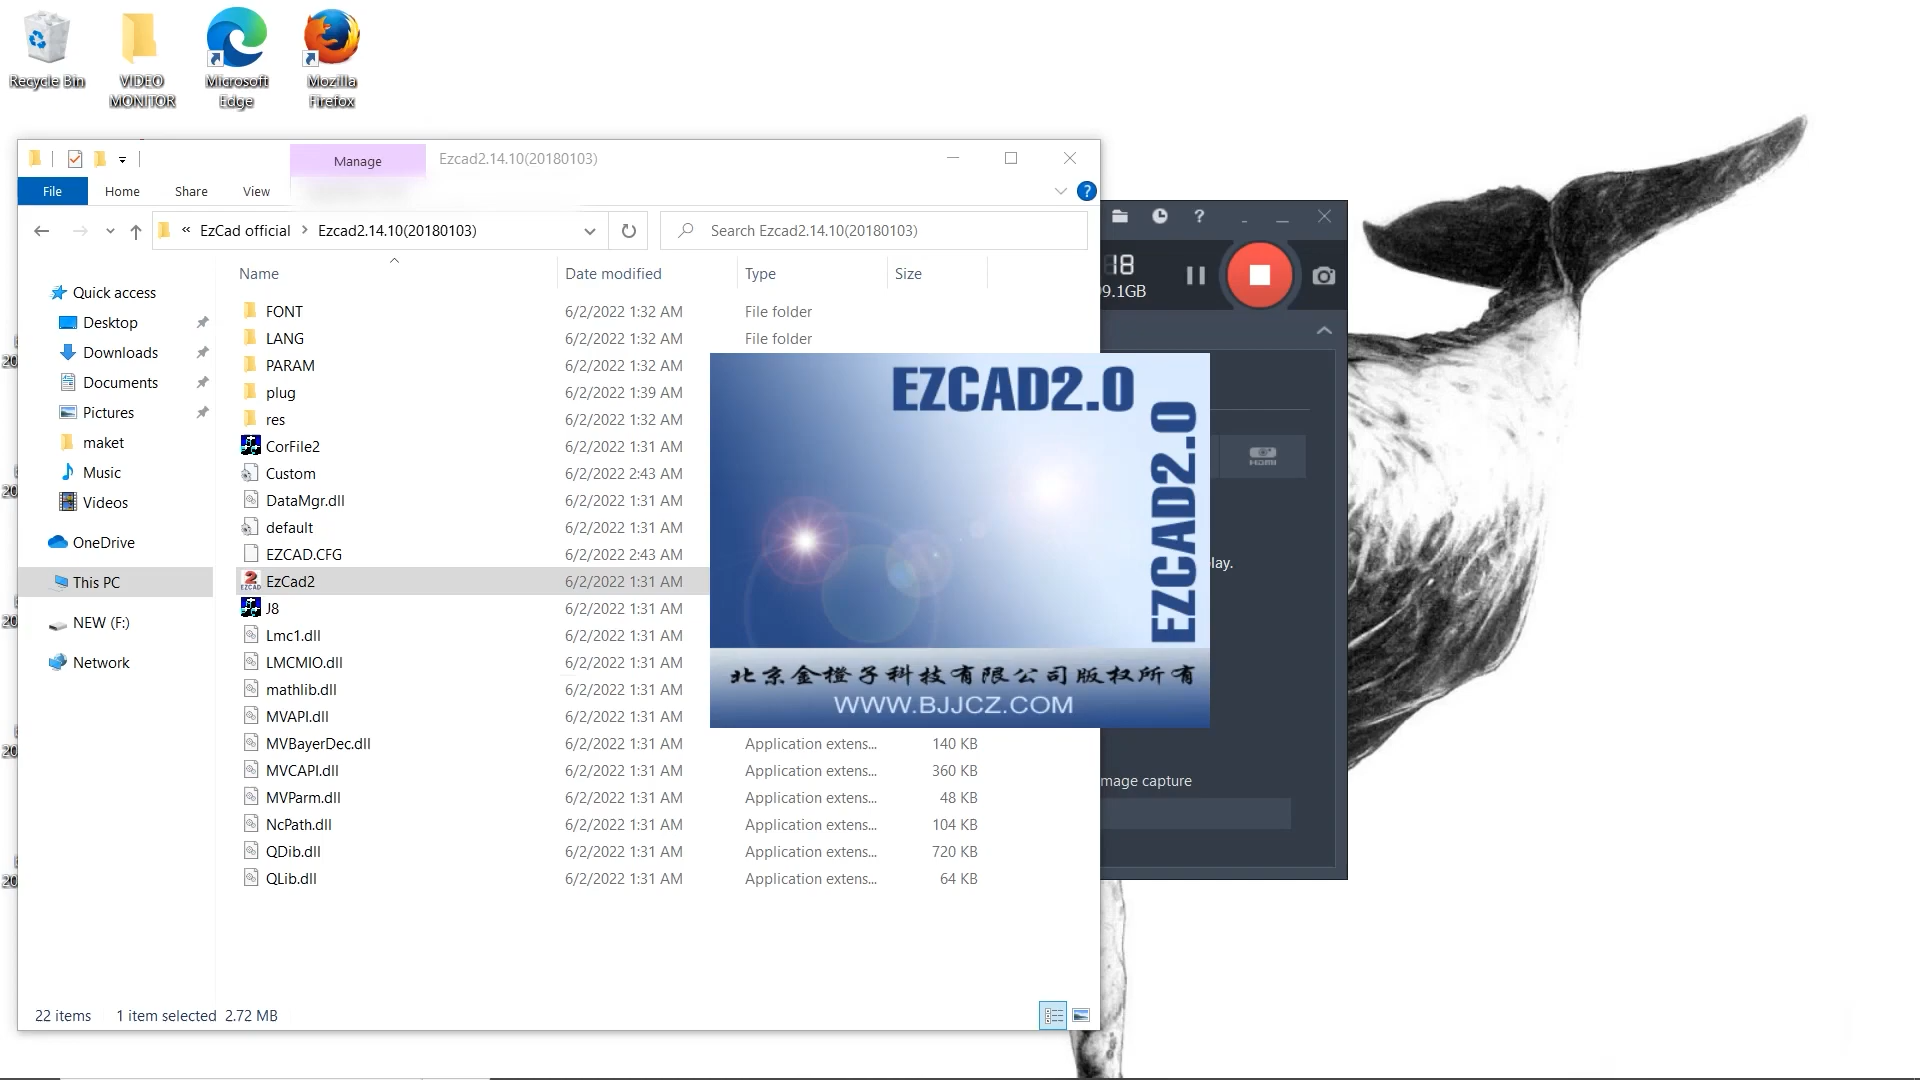 Recycle Bin
VIDEO MONITOR
Microsoft Edge
Mozilla Firefox
Manage
Ezcad2.14.10(20180103)
File
Home
Share
View
?
« EzCad official > Ezcad2.14.10(20180103)
Search Ezcad2.14.10(20180103)
Name
Date modified
Type
Size
Quick access
Desktop
Downloads
Documents
Pictures
maket
Music
Videos
OneDrive
This PC
NEW (F:)
Network
FONT 6/2/2022 1:32 AM File folder
LANG 6/2/2022 1:32 AM File folder
PARAM 6/2/2022 1:32 AM
plug 6/2/2022 1:39 AM
res 6/2/2022 1:32 AM
CorFile2 6/2/2022 1:31 AM
Custom 6/2/2022 2:43 AM
DataMgr.dll 6/2/2022 1:31 AM
default 6/2/2022 1:31 AM
EZCAD.CFG 6/2/2022 2:43 AM
EzCad2 6/2/2022 1:31 AM
J8 6/2/2022 1:31 AM
Lmc1.dll 6/2/2022 1:31 AM
LMCMIO.dll 6/2/2022 1:31 AM
mathlib.dll 6/2/2022 1:31 AM
MVAPI.dll 6/2/2022 1:31 AM
MVBayerDec.dll 6/2/2022 1:31 AM Application extens... 140 KB
MVCAPI.dll 6/2/2022 1:31 AM Application extens... 360 KB
MVParm.dll 6/2/2022 1:31 AM Application extens... 48 KB
NcPath.dll 6/2/2022 1:31 AM Application extens... 104 KB
QDib.dll 6/2/2022 1:31 AM Application extens... 720 KB
QLib.dll 6/2/2022 1:31 AM Application extens... 64 KB
22 items 1 item selected 2.72 MB
EZCAD2.0
EZCAD2.0
北京金橙子科技有限公司版权所有
WWW.BJJCZ.COM
?
18
9.1GB
HDMI
lay.
mage capture